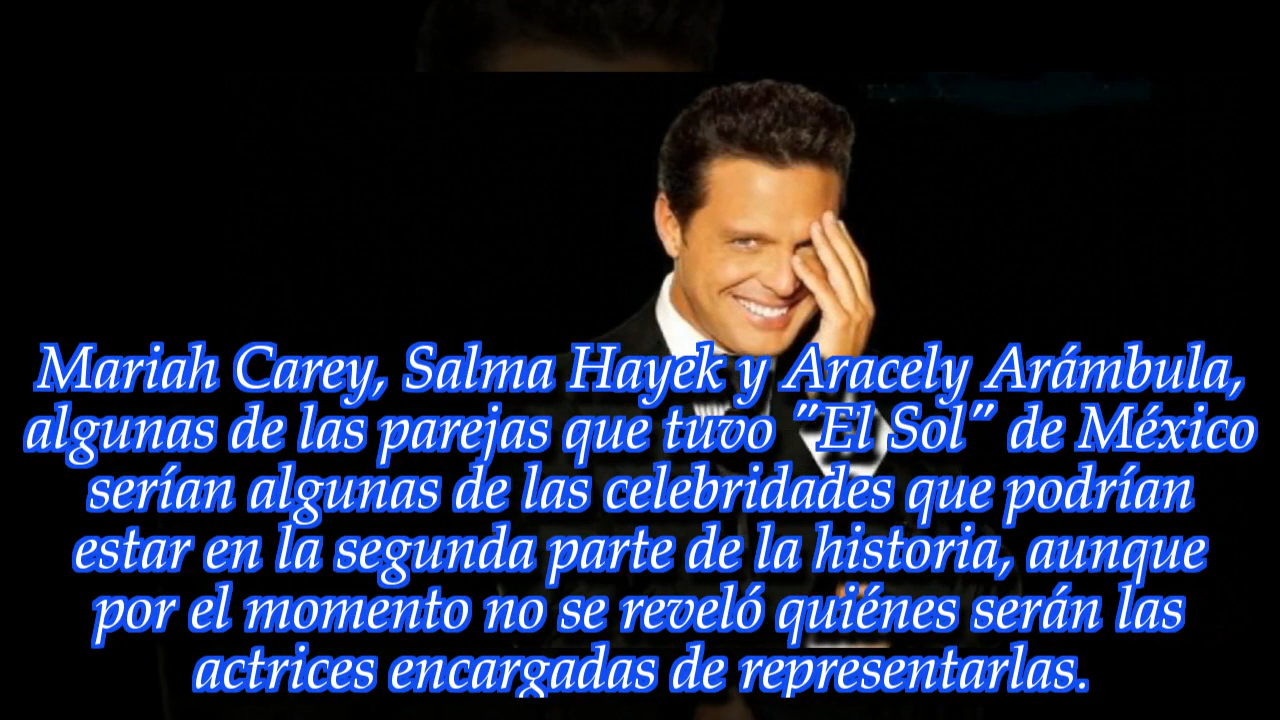 Mariah Carey, Salma Hayek y Aracely Arámbula,
algunas de las parejas que tuvo "El Sol" de México
serían algunas de las celebridades que podrían
estar en la segunda parte de la historia, aunque
por el momento no se reveló quiénes serán las
actrices encargadas de representarlas.